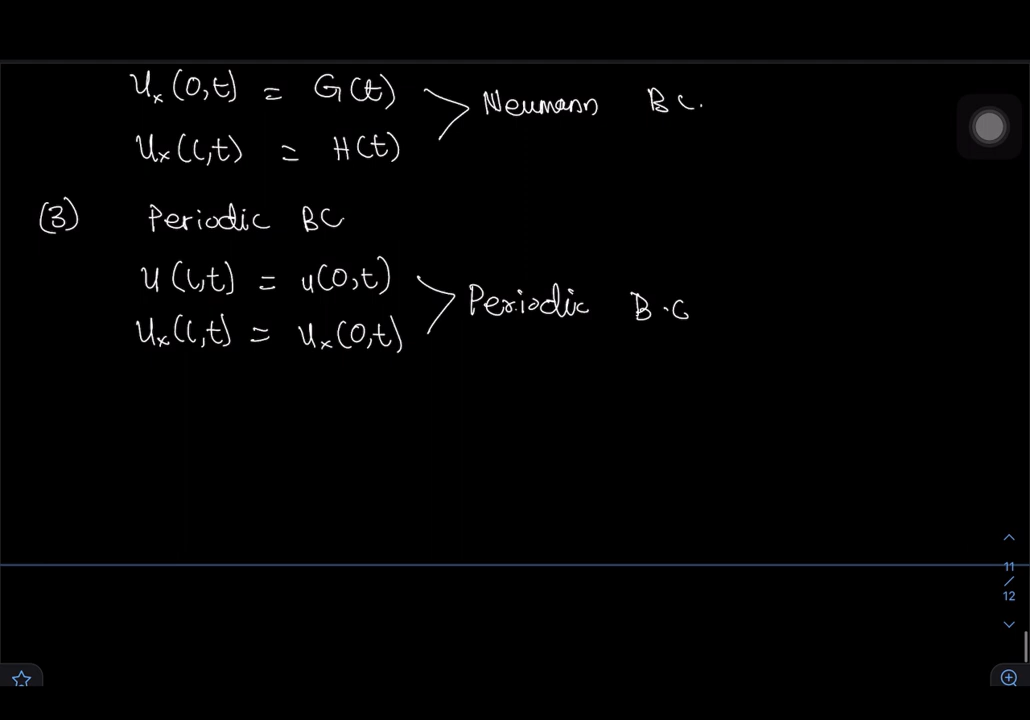 Ux(0,t) = G(t)
Ux(l,t) = H(t)
Neumann BC.
(3) Periodic BC
u(l,t) = u(0,t)
Ux(l,t) = Ux(0,t)
Periodic B.C
11
/
12